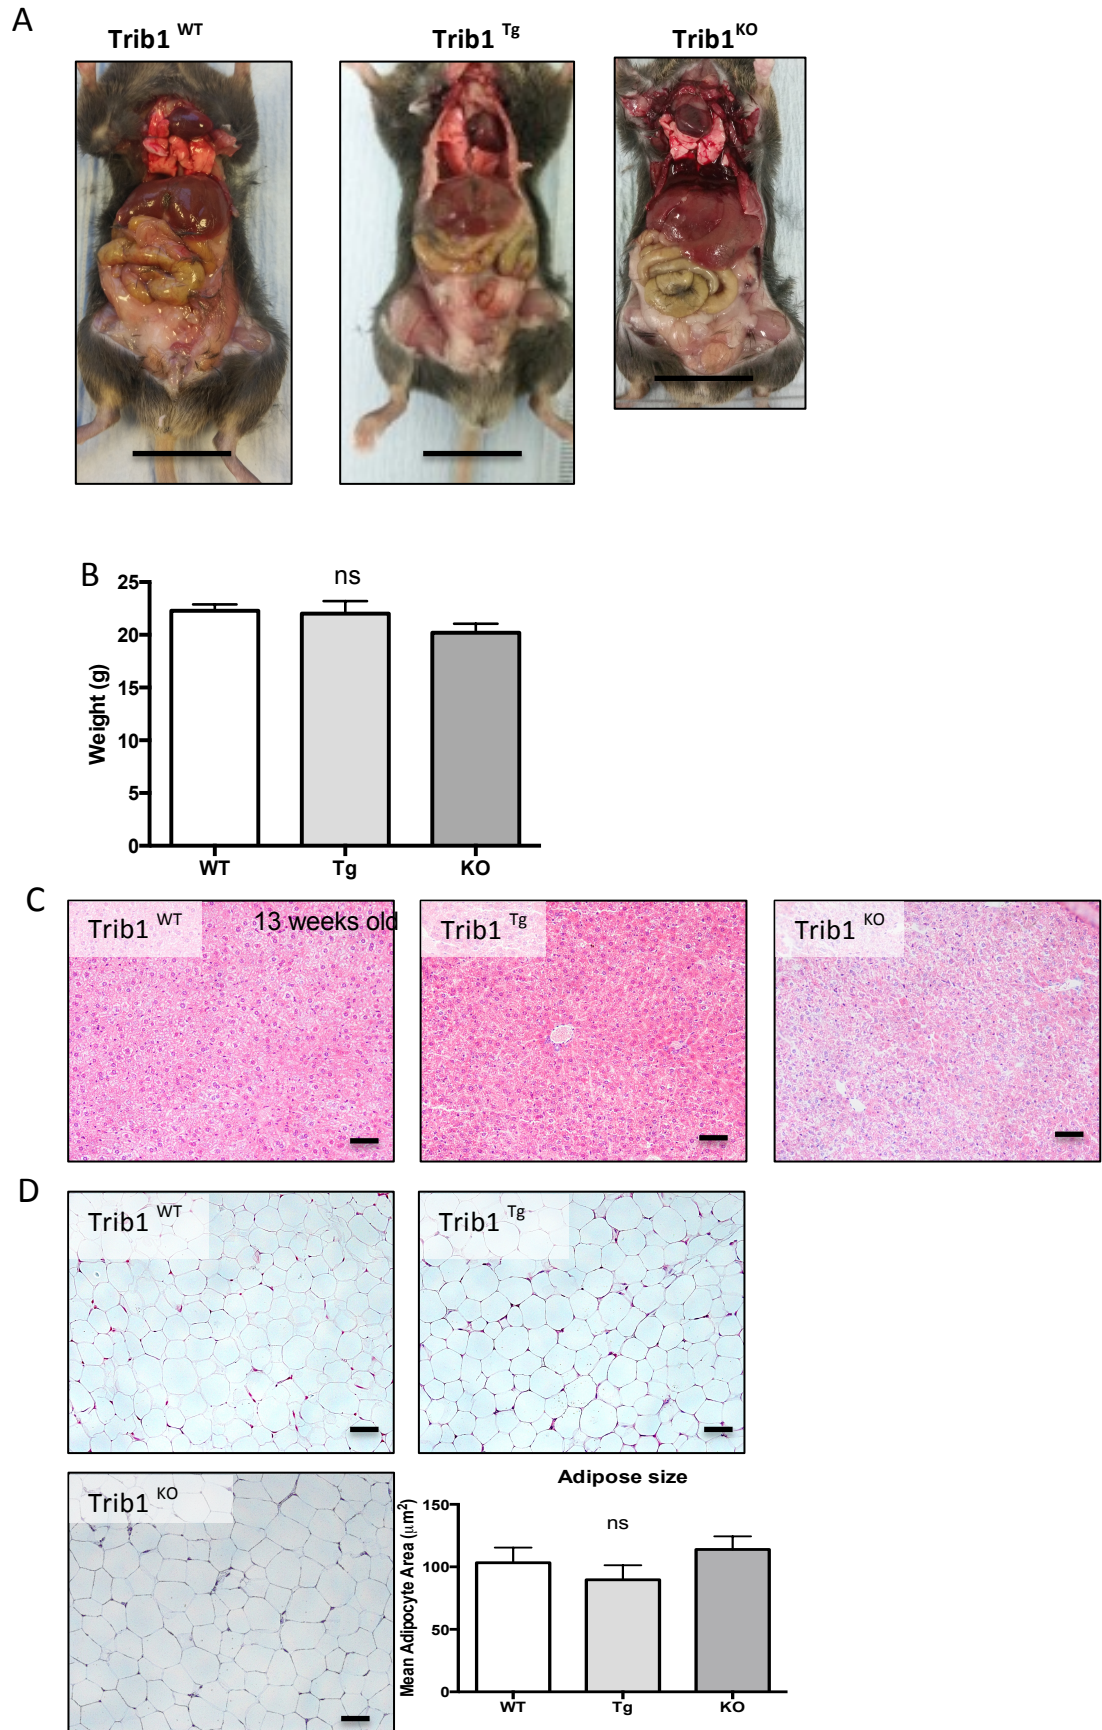 A
Trib1 WT
Trib1 Tg
Trib1 KO
B
ns
25
20
15
10
5
0
Weight (g)
WT Tg KO
C
Trib1 WT
13 weeks old
Trib1 Tg
Trib1 KO
D
Trib1 WT
Trib1 Tg
Trib1 KO
Adipose size
ns
150
100
50
0
Mean Adipocyte Area (µm²)
WT Tg KO